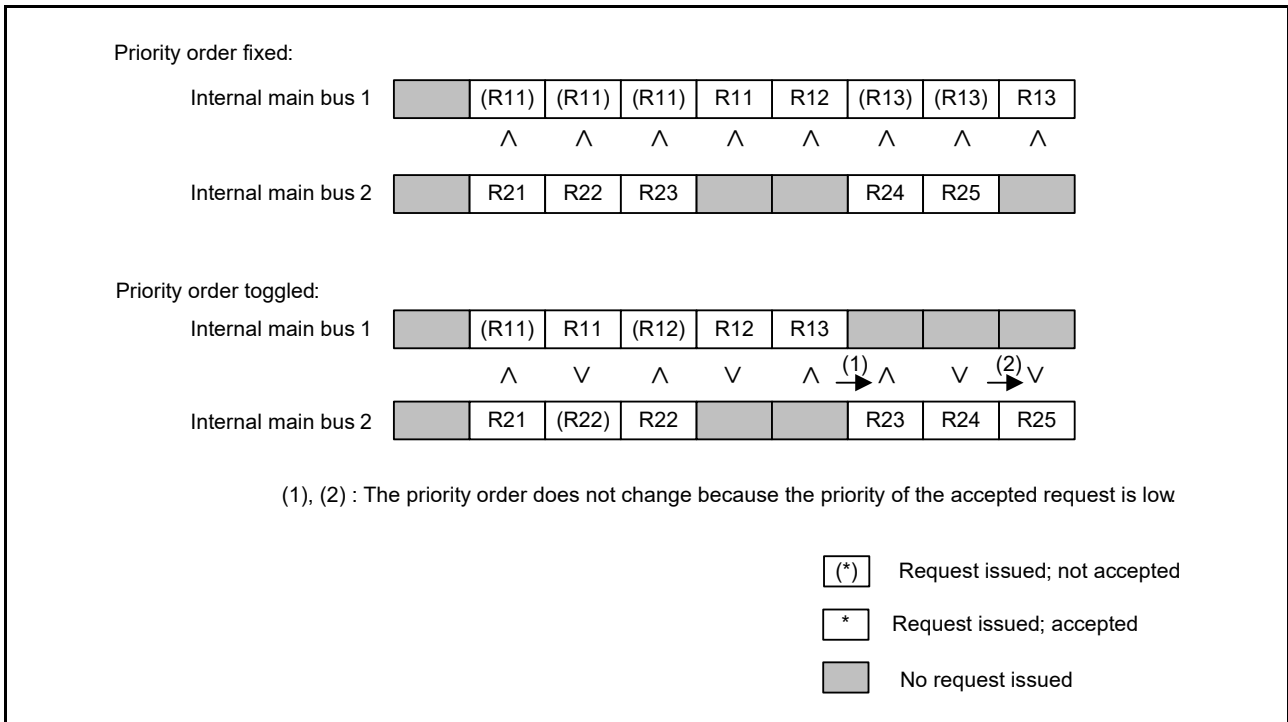 Priority order fixed:
Internal main bus 1 (R11) (R11) (R11) R11 R12 (R13) (R13) R13
∧ ∧ ∧ ∧ ∧ ∧ ∧ ∧
Internal main bus 2 R21 R22 R23 R24 R25
Priority order toggled:
Internal main bus 1 (R11) R11 (R12) R12 R13
∧ ∨ ∧ ∨ ∧ (1) ∧ ∨ (2) ∨
Internal main bus 2 R21 (R22) R22 R23 R24 R25
(1), (2) : The priority order does not change because the priority of the accepted request is low.
(*) Request issued; not accepted
* Request issued; accepted
No request issued